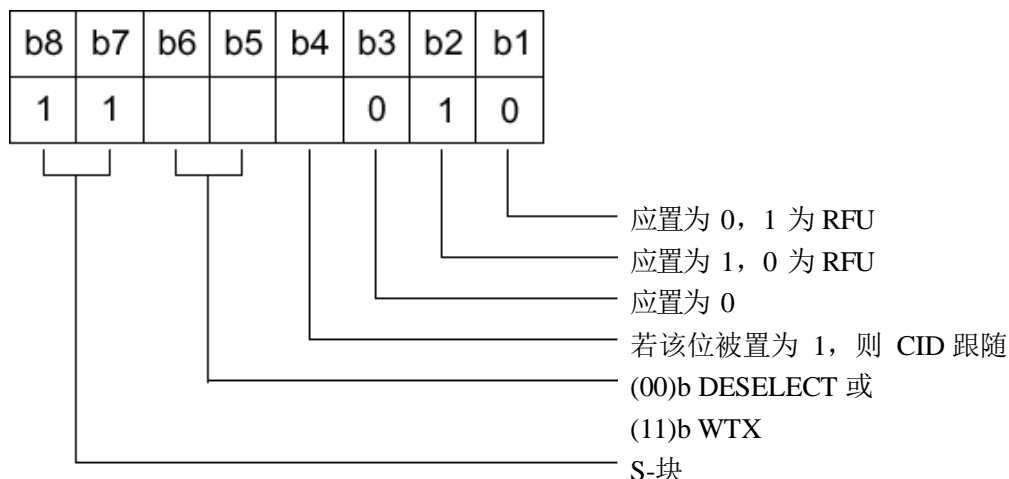 b8 b7 b6 b5 b4 b3 b2 b1
1 1 0 1 0
应置为 0，1 为 RFU
应置为 1，0 为 RFU
应置为 0
若该位被置为 1，则 CID 跟随
(00)b DESELECT 或
(11)b WTX
S-块